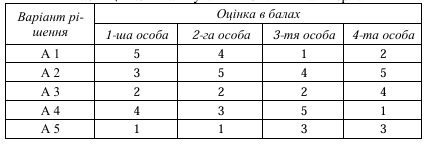 Варіант рі-
шення
Оцінка в балах
1-ша особа 2-га особа 3-тя особа 4-та особа
А 1 5 4 1 2
А 2 3 5 4 5
А 3 2 2 2 4
А 4 4 3 5 1
А 5 1 1 3 3